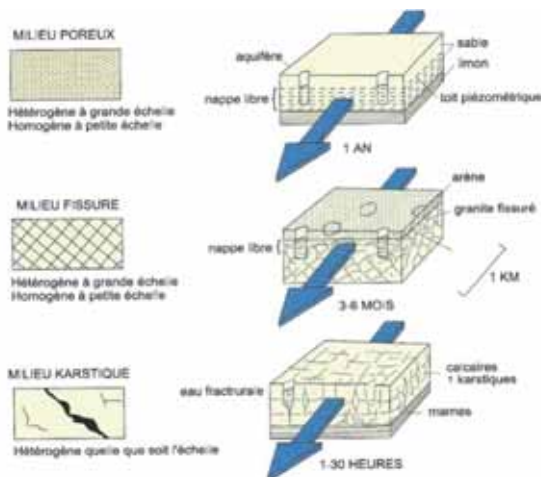 MILIEU POREUX
Hétérogène à grande échelle
Homogène à petite échelle
aquifère
nappe libre
sable
limon
toit piézométrique
1 AN
MILIEU FISSURE
Hétérogène à grande échelle
Homogène à petite échelle
nappe libre
arène
granite fissuré
1 KM
3-6 MOIS
MILIEU KARSTIQUE
Hétérogène quelle que soit l'échelle
eau fracturale
calcaires
1 karstiques
marnes
1-30 HEURES